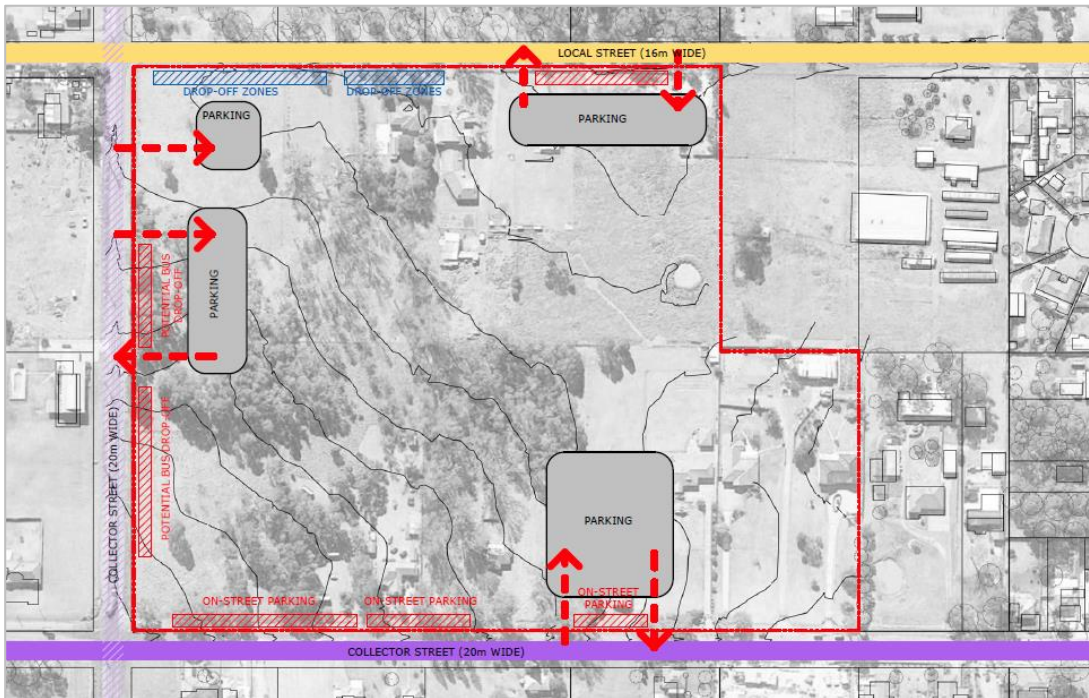 LOCAL STREET (16m WIDE)
DROP-OFF ZONES
DROP-OFF ZONES
PARKING
PARKING
POTENTIAL BUS
DROP-OFF
PARKING
POTENTIAL BUS DROP-OFF
COLLECTOR STREET (20m WIDE)
PARKING
ON-STREET PARKING
ON-STREET PARKING
ON-STREET
PARKING
COLLECTOR STREET (20m WIDE)